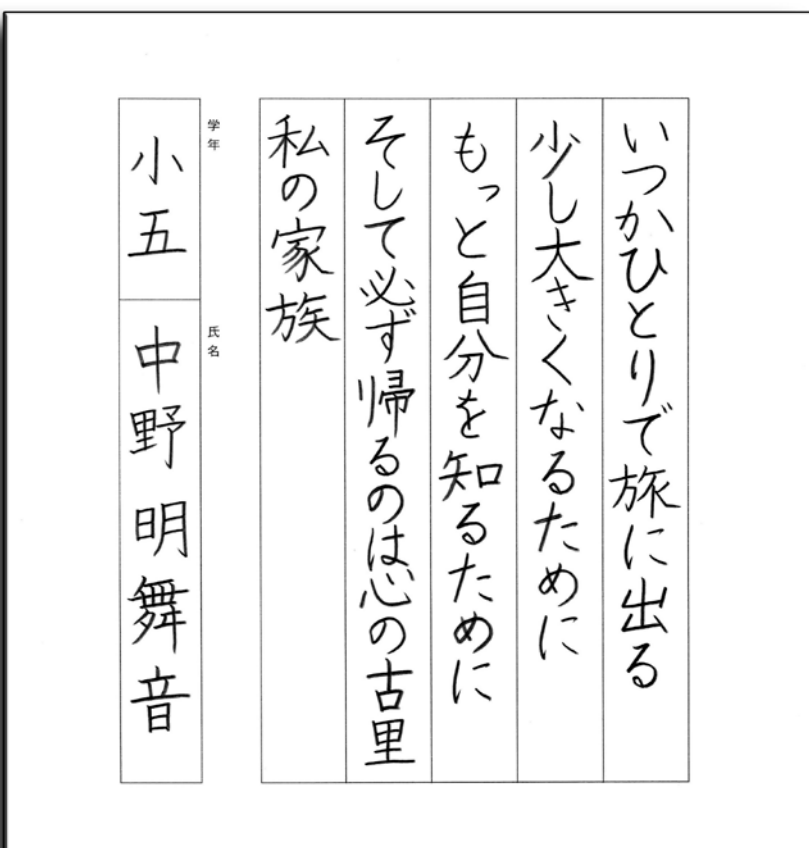 いつかひとりで旅に出る
少し大きくなるために
もっと自分を知るために
そして必ず帰るのは心の古里
私の家族
学年
小五
氏名
中野明舞音